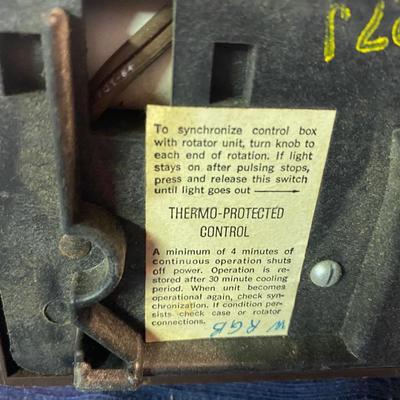 To synchronize control box
with rotator unit, turn knob to
each end of rotation. If light
stays on after pulsing stops,
press and release this switch
until light goes out
THERMO-PROTECTED
CONTROL
A minimum of 4 minutes of
continuous operation shuts
off power. Operation is re-
stored after 30 minute cooling
period. When unit becomes
operational again, check syn-
chronization. If condition per-
sists check case or rotator
connections.
W R G B